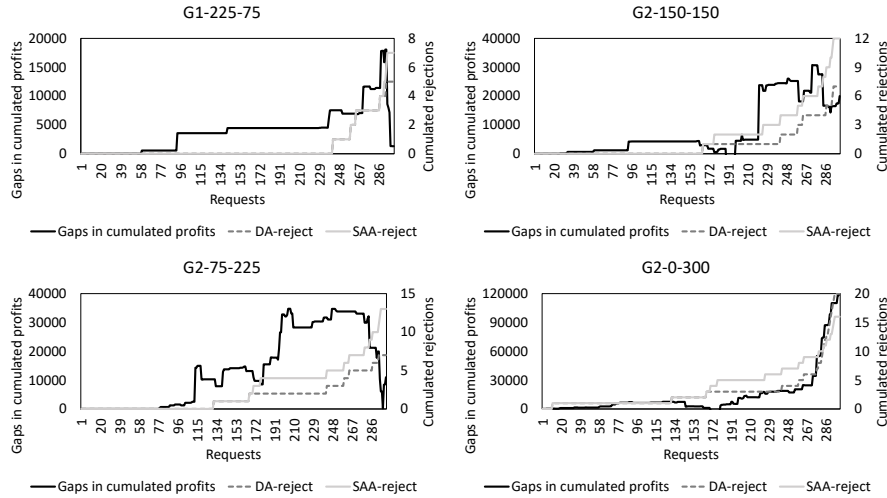 G1-225-75
Gaps in cumulated profits
20000
15000
10000
5000
0
8
6
4
2
0
Cumulated rejections
1 20 39 58 77 96 115 134 153 172 191 210 229 248 267 286
Requests
Gaps in cumulated profits DA-reject SAA-reject
G2-150-150
Gaps in cumulated profits
40000
30000
20000
10000
0
12
9
6
3
0
Cumulated rejections
1 20 39 58 77 96 115 134 153 172 191 210 229 248 267 286
Requests
Gaps in cumulated profits DA-reject SAA-reject
G2-75-225
Gaps in cumulated profits
40000
30000
20000
10000
0
15
10
5
0
Cumulated rejections
1 20 39 58 77 96 115 134 153 172 191 210 229 248 267 286
Requests
Gaps in cumulated profits DA-reject SAA-reject
G2-0-300
Gaps in cumulated profits
120000
90000
60000
30000
0
20
15
10
5
0
Cumulated rejections
1 20 39 58 77 96 115 134 153 172 191 210 229 248 267 286
Requests
Gaps in cumulated profits DA-reject SAA-reject